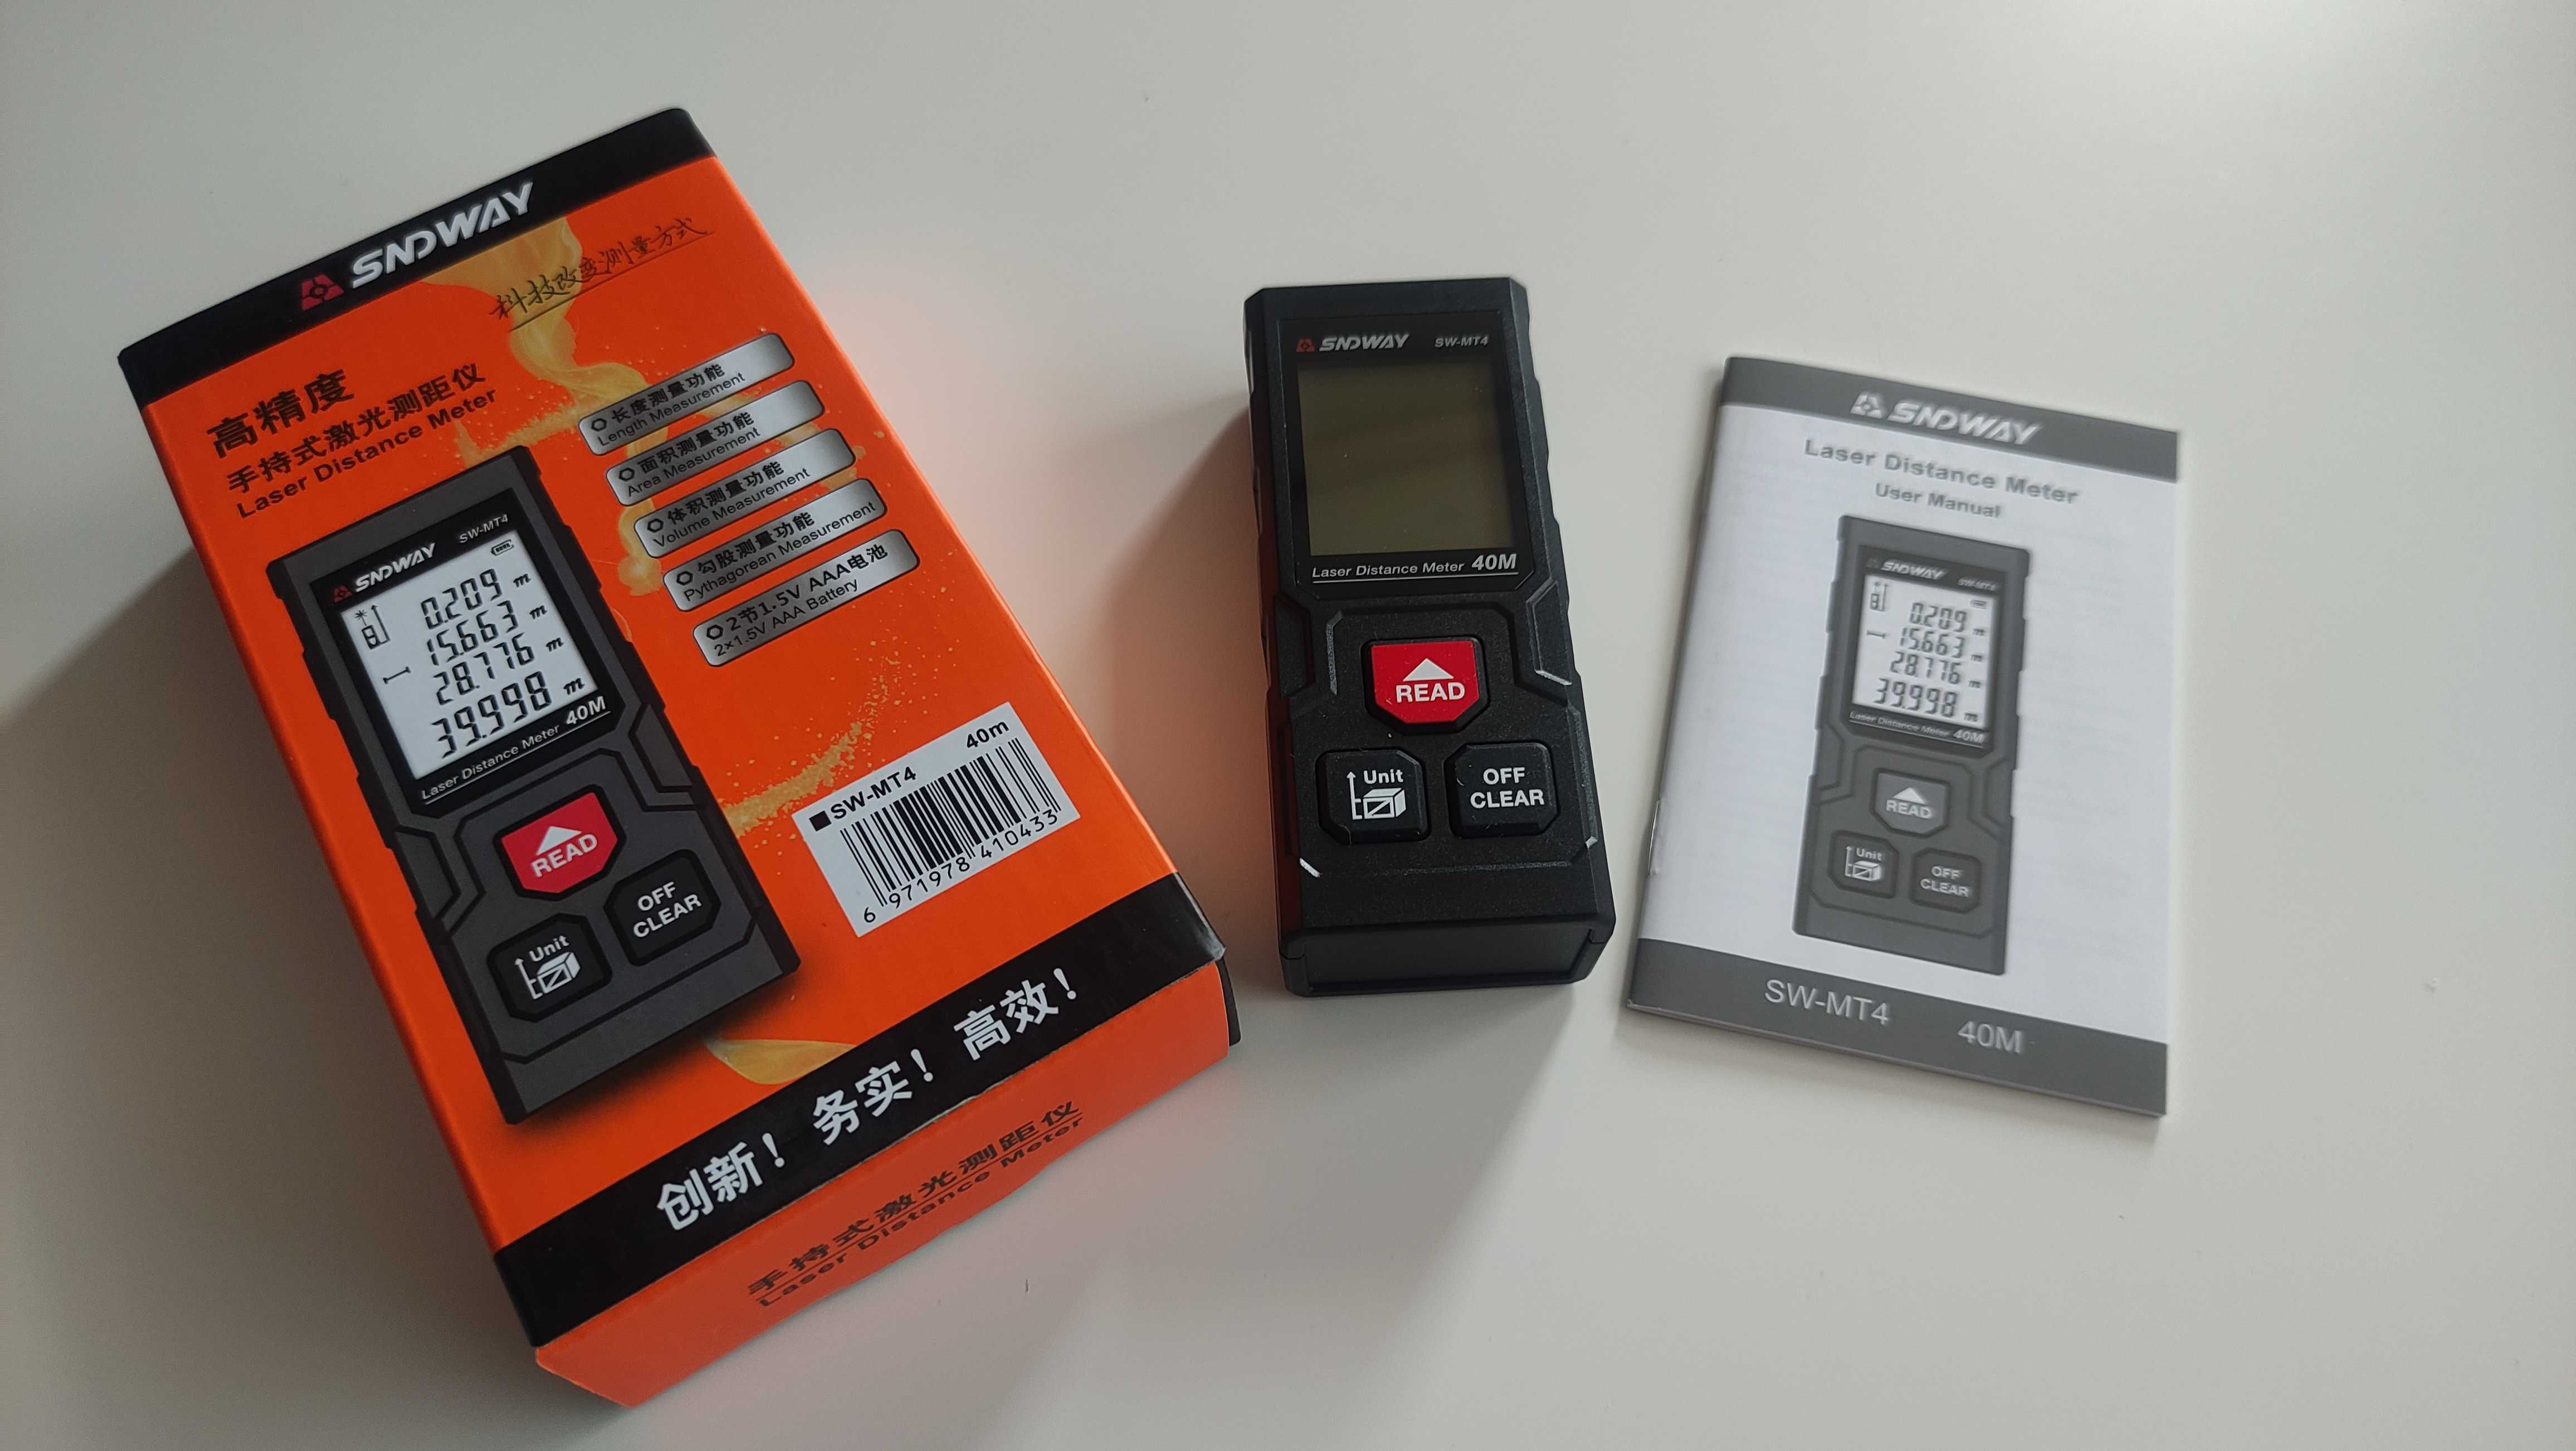 SNDWAY
科技改变测量方式
高精度
手持式激光测距仪
Laser Distance Meter
长度测量功能
Length Measurement
面积测量功能
Area Measurement
体积测量功能
Volume Measurement
勾股测量功能
Pythagorean Measurement
2节1.5V AAA电池
2×1.5V AAA Battery
SNDWAY SW-MT4
0.209 m
15.663 m
28.776 m
39.998 m
Laser Distance Meter 40M
READ
Unit
OFF
CLEAR
■SW-MT4 40m
6 971978 410433
创新！务实！高效！
手持式激光测距仪
Laser Distance Meter
SNDWAY SW-MT4
Laser Distance Meter 40M
READ
Unit
OFF
CLEAR
SNDWAY
Laser Distance Meter
User Manual
SNDWAY SW-MT4
0.209 m
15.663 m
28.776 m
39.998 m
Laser Distance Meter 40M
READ
Unit
OFF
CLEAR
SW-MT4 40M